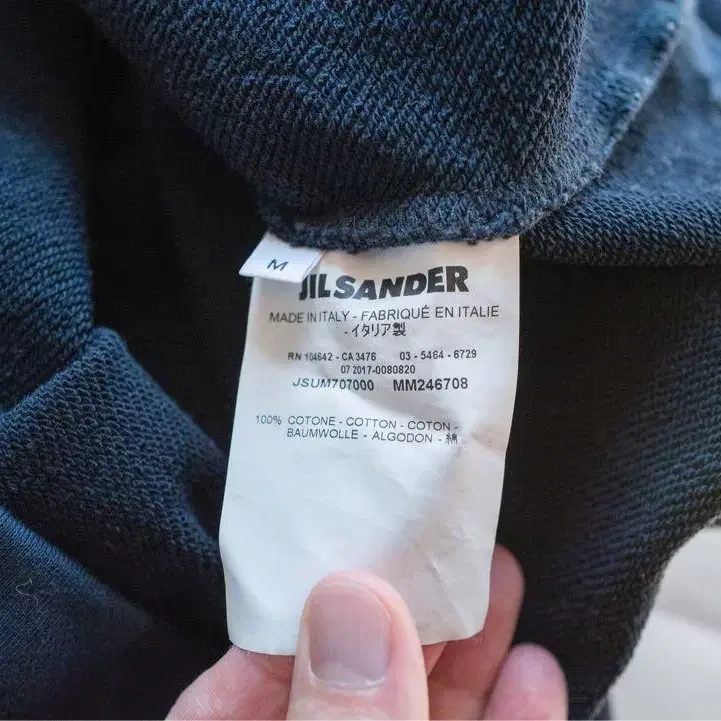 M
JIL SANDER
MADE IN ITALY - FABRIQUÉ EN ITALIE
- イタリア製
RN 104642 - CA 3476 03 - 5464 - 6729
07 2017-0080820
JSUM707000 MM246708
100% COTONE - COTTON - COTON -
BAUMWOLLE - ALGODON - 綿